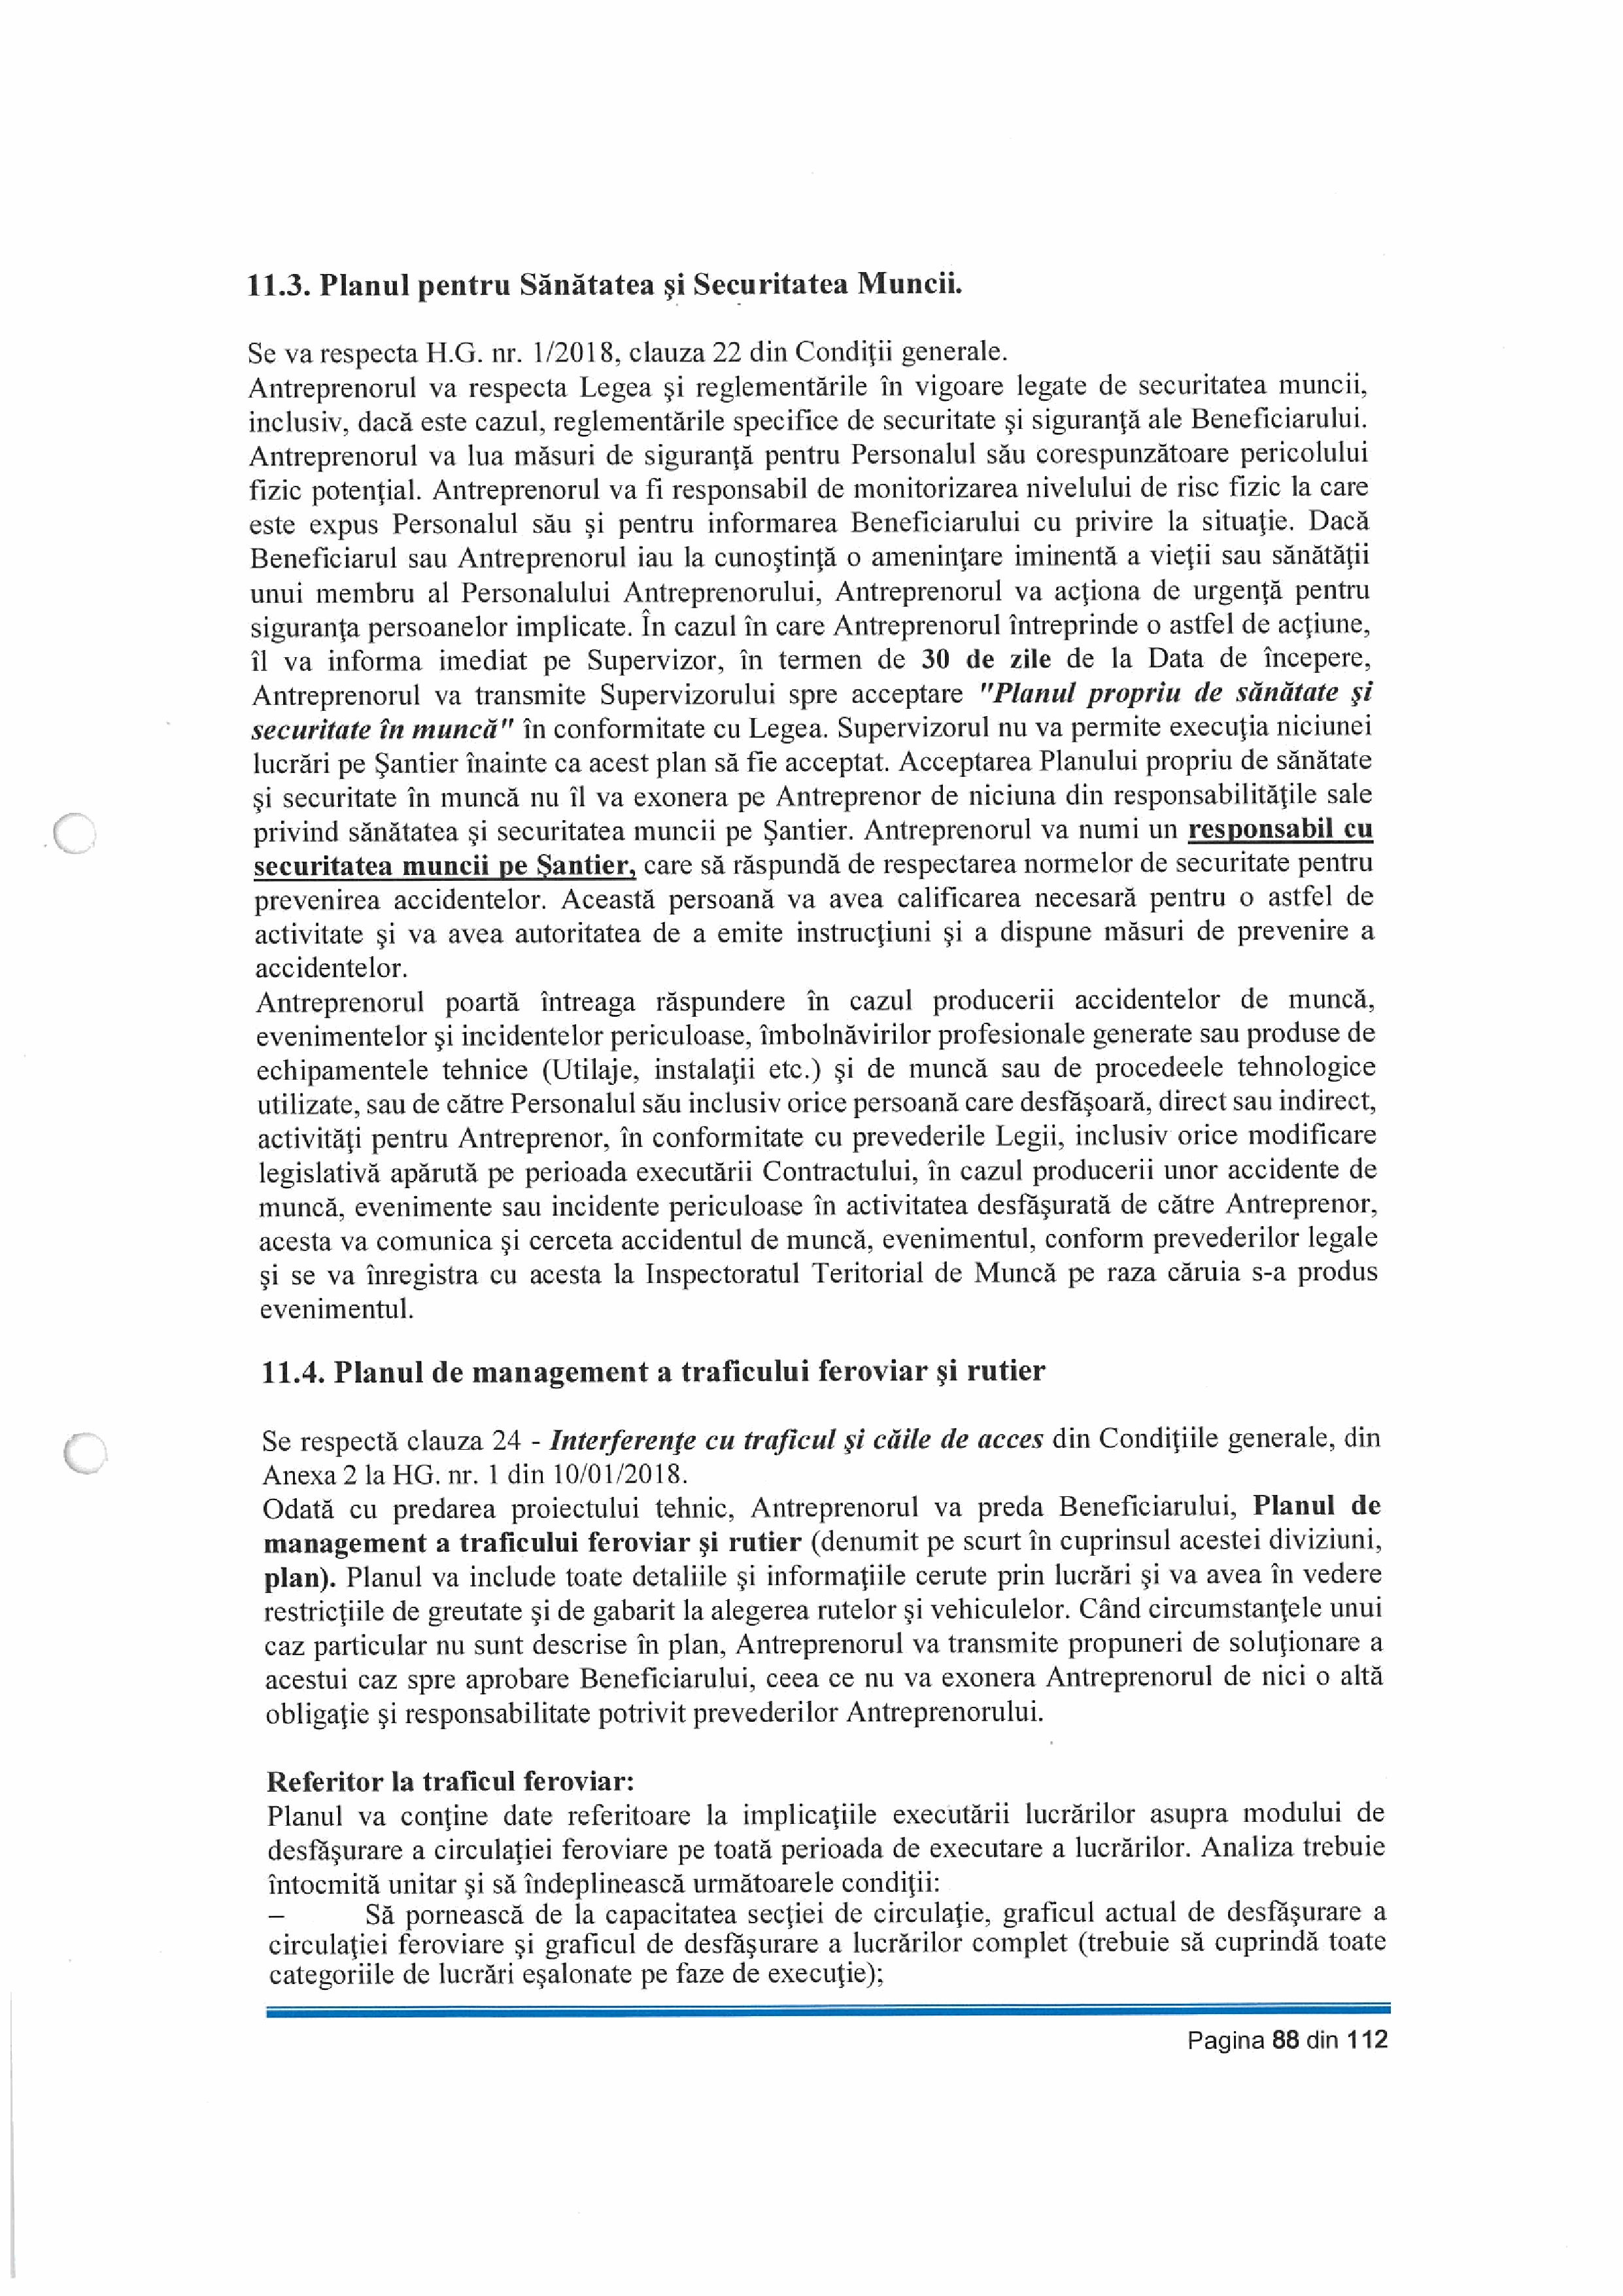 11.3. Planul pentru Sănătatea şi Securitatea Muncii.
Se va respecta H.G. nr. 1/2018, clauza 22 din Condiţii generale.
Antreprenorul va respecta Legea şi reglementările în vigoare legate de securitatea muncii,
inclusiv, dacă este cazul, reglementările specifice de securitate şi siguranţă ale Beneficiarului.
Antreprenorul va lua măsuri de siguranţă pentru Personalul său corespunzătoare pericolului
fizic potenţial. Antreprenorul va fi responsabil de monitorizarea nivelului de risc fizic la care
este expus Personalul său şi pentru informarea Beneficiarului cu privire la situaţie. Dacă
Beneficiarul sau Antreprenorul iau la cunoştinţă o ameninţare iminentă a vieţii sau sănătăţii
unui membru al Personalului Antreprenorului, Antreprenorul va acţiona de urgenţă pentru
siguranţa persoanelor implicate. În cazul în care Antreprenorul întreprinde o astfel de acţiune,
îl va informa imediat pe Supervizor, în termen de 30 de zile de la Data de începere,
Antreprenorul va transmite Supervizorului spre acceptare "Planul propriu de sănătate şi
securitate în muncă" în conformitate cu Legea. Supervizorul nu va permite execuţia niciunei
lucrări pe Şantier înainte ca acest plan să fie acceptat. Acceptarea Planului propriu de sănătate
şi securitate în muncă nu îl va exonera pe Antreprenor de niciuna din responsabilităţile sale
privind sănătatea şi securitatea muncii pe Şantier. Antreprenorul va numi un responsabil cu
securitatea muncii pe Şantier, care să răspundă de respectarea normelor de securitate pentru
prevenirea accidentelor. Această persoană va avea calificarea necesară pentru o astfel de
activitate şi va avea autoritatea de a emite instrucţiuni şi a dispune măsuri de prevenire a
accidentelor.
Antreprenorul poartă întreaga răspundere în cazul producerii accidentelor de muncă,
evenimentelor şi incidentelor periculoase, îmbolnăvirilor profesionale generate sau produse de
echipamentele tehnice (Utilaje, instalaţii etc.) şi de muncă sau de procedeele tehnologice
utilizate, sau de către Personalul său inclusiv orice persoană care desfăşoară, direct sau indirect,
activităţi pentru Antreprenor, în conformitate cu prevederile Legii, inclusiv orice modificare
legislativă apărută pe perioada executării Contractului, în cazul producerii unor accidente de
muncă, evenimente sau incidente periculoase în activitatea desfăşurată de către Antreprenor,
acesta va comunica şi cerceta accidentul de muncă, evenimentul, conform prevederilor legale
şi se va înregistra cu acesta la Inspectoratul Teritorial de Muncă pe raza căruia s-a produs
evenimentul.
11.4. Planul de management a traficului feroviar şi rutier
Se respectă clauza 24 - Interferenţe cu traficul şi căile de acces din Condiţiile generale, din
Anexa 2 la HG. nr. 1 din 10/01/2018.
Odată cu predarea proiectului tehnic, Antreprenorul va preda Beneficiarului, Planul de
management a traficului feroviar şi rutier (denumit pe scurt în cuprinsul acestei diviziuni,
plan). Planul va include toate detaliile şi informaţiile cerute prin lucrări şi va avea în vedere
restricţiile de greutate şi de gabarit la alegerea rutelor şi vehiculelor. Când circumstanţele unui
caz particular nu sunt descrise în plan, Antreprenorul va transmite propuneri de soluţionare a
acestui caz spre aprobare Beneficiarului, ceea ce nu va exonera Antreprenorul de nici o altă
obligaţie şi responsabilitate potrivit prevederilor Antreprenorului.
Referitor la traficul feroviar:
Planul va conţine date referitoare la implicaţiile executării lucrărilor asupra modului de
desfăşurare a circulaţiei feroviare pe toată perioada de executare a lucrărilor. Analiza trebuie
întocmită unitar şi să îndeplinească următoarele condiţii:
– Să pornească de la capacitatea secţiei de circulaţie, graficul actual de desfăşurare a
circulaţiei feroviare şi graficul de desfăşurare a lucrărilor complet (trebuie să cuprindă toate
categoriile de lucrări eşalonate pe faze de execuţie);
Pagina 88 din 112